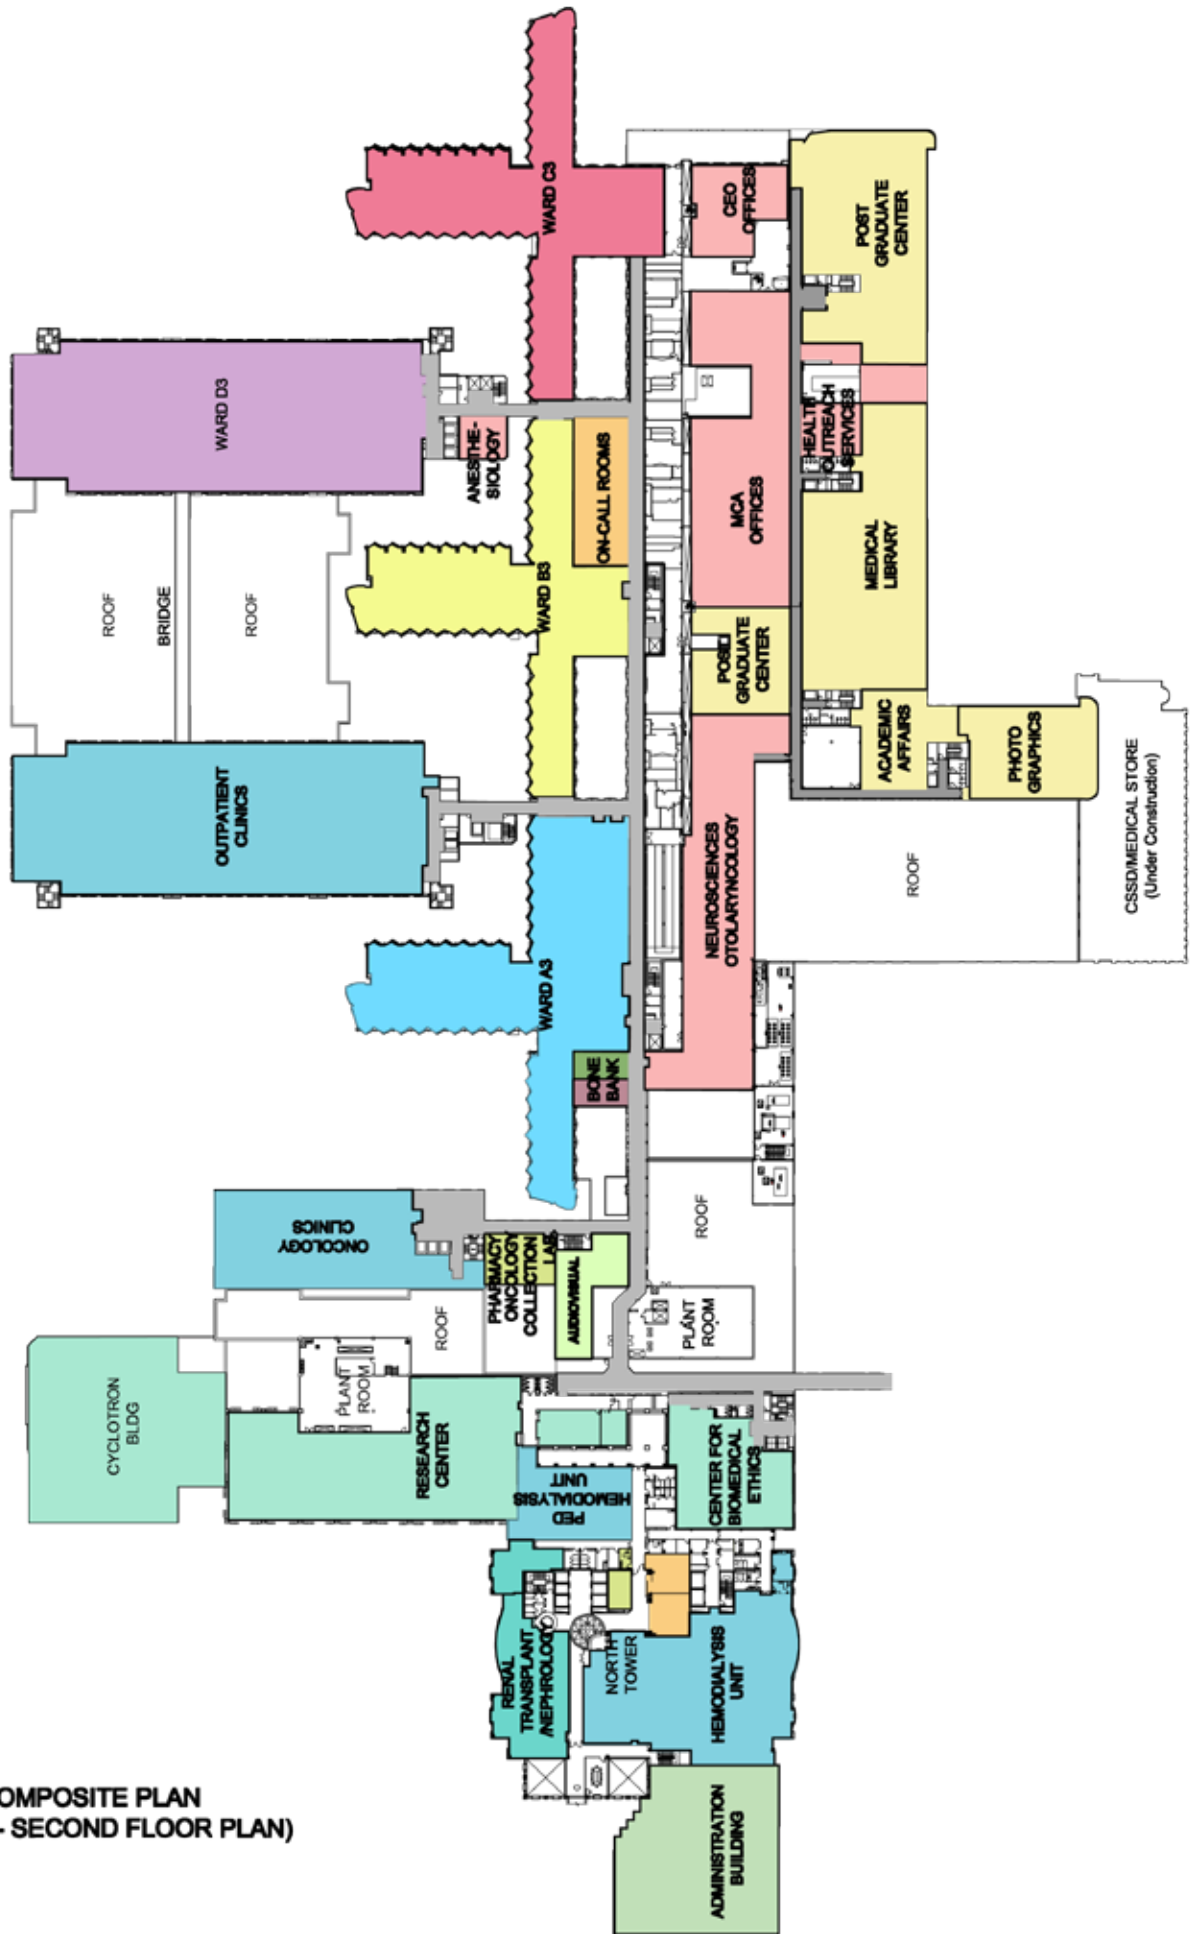 WARD C3
CEO
OFFICES
POST
GRADUATE
CENTER
WARD D3
ANESTHE-
SIOLOGY
ON-CALL ROOMS
HEALTH
OUTREACH
SERVICES
MCA
OFFICES
MEDICAL
LIBRARY
WARD B3
ROOF
BRIDGE
ROOF
POST
GRADUATE
CENTER
ACADEMIC
AFFAIRS
PHOTO
GRAPHICS
OUTPATIENT
CLINICS
NEUROSCIENCES
OTOLARYNCOLOGY
ROOF
CSSD/MEDICAL STORE
(Under Construction)
WARD A3
BONE
BANK
ONCOLOGY
CLINICS
ROOF
PHARMACY
ONCOLOGY
COLLECTION
LAB
AUDIOVISUAL
ROOF
PLANT
ROOM
CYCLOTRON
BLDG
PLANT
ROOM
RESEARCH
CENTER
CENTER FOR
BIOMEDICAL
ETHICS
PED
HEMODIALYSIS
UNIT
RENAL
TRANSPLANT
/NEPHROLOGY
NORTH
TOWER
HEMODIALYSIS
UNIT
OMPOSITE PLAN
- SECOND FLOOR PLAN)
ADMINISTRATION
BUILDING